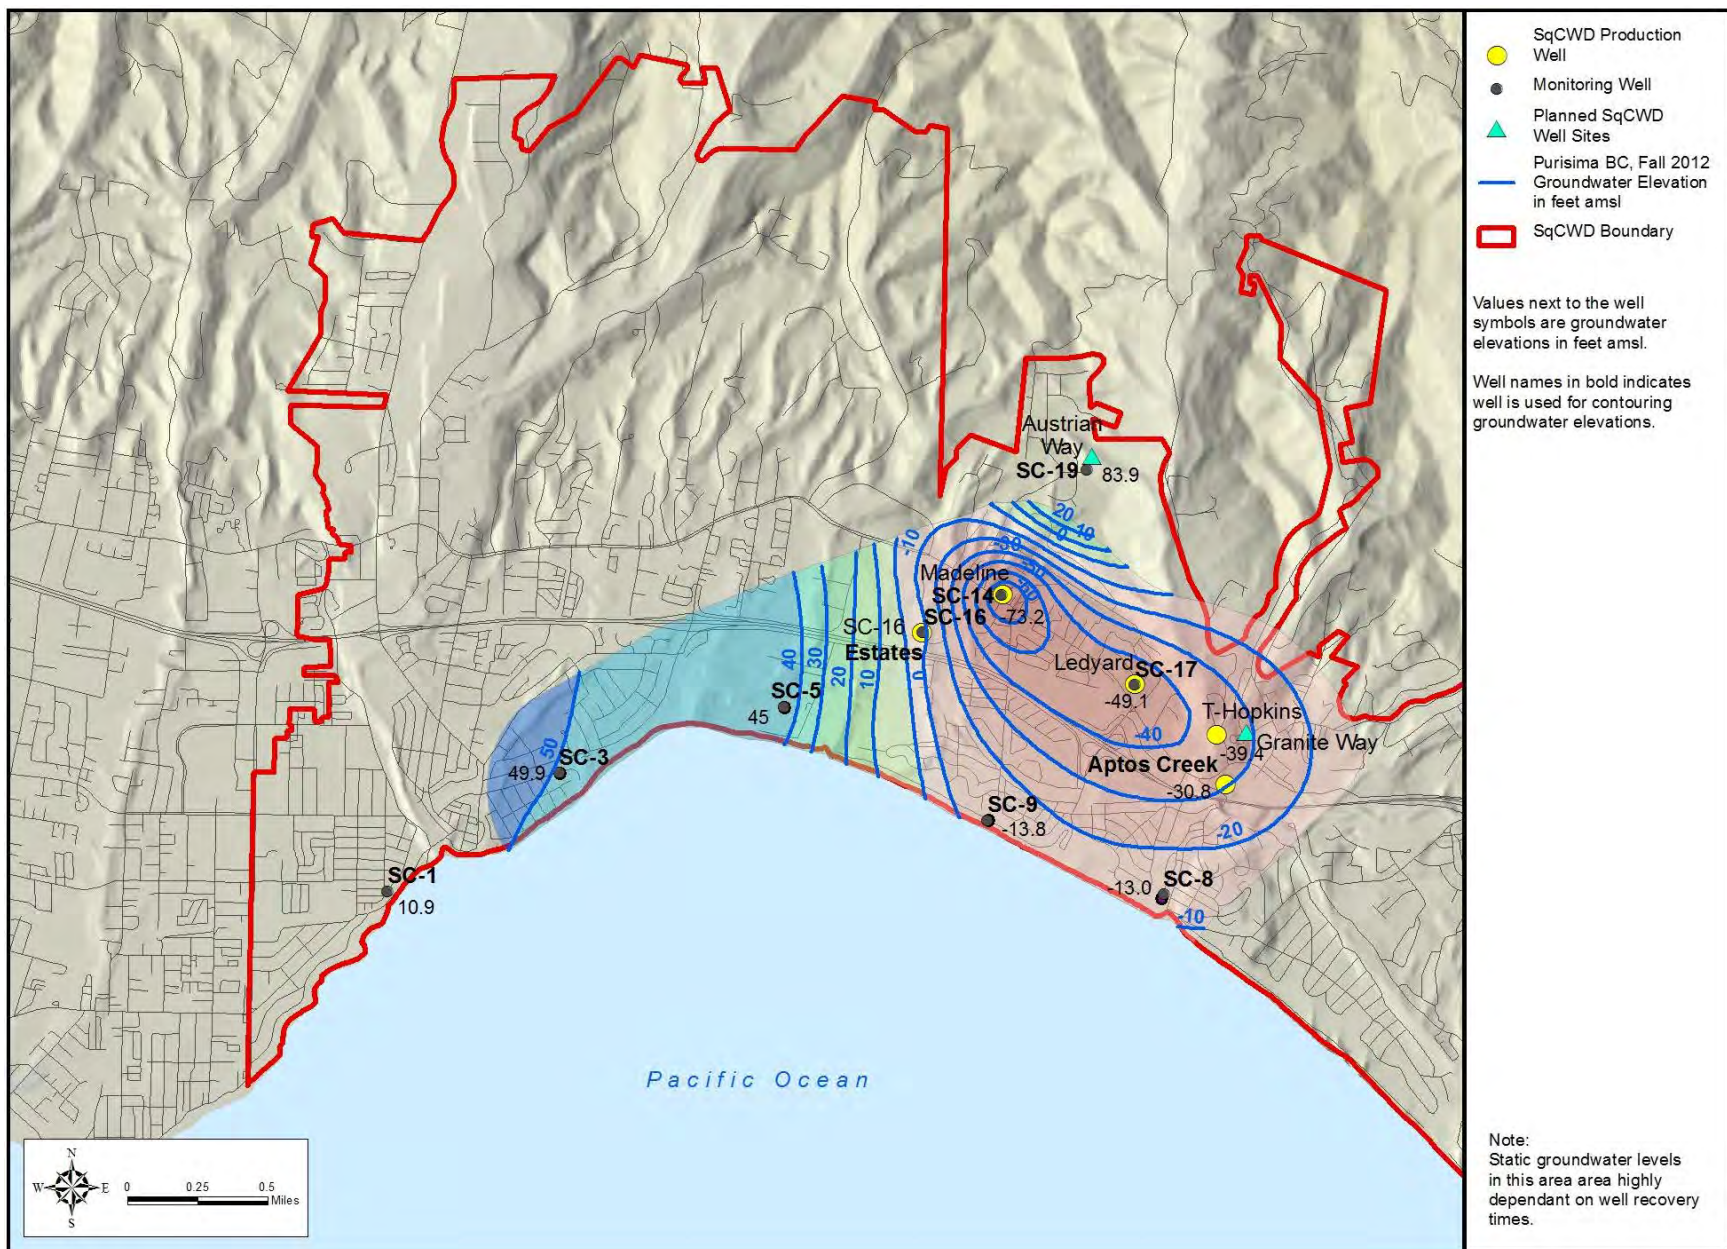 SqCWD Production
Well
Monitoring Well
Planned SqCWD
Well Sites
Purisima BC, Fall 2012
Groundwater Elevation
in feet amsl
SqCWD Boundary
Values next to the well
symbols are groundwater
elevations in feet amsl.
Well names in bold indicates
well is used for contouring
groundwater elevations.
Austrian
Way
SC-19
83.9
20
10
0
-10
-30
-50
-60
Madeline
SC-14
-73.2
SC-16
SC-16
Estates
40
30
20
10
0
Ledyard
SC-17
-49.1
SC-5
45
T-Hopkins
-39.4
Granite Way
-40
Aptos Creek
-30.8
50
SC-3
49.9
SC-9
-13.8
-20
SC-1
10.9
SC-8
-13.0
-10
Pacific Ocean
N
W
E
S
0
0.25
0.5
Miles
Note:
Static groundwater levels
in this area area highly
dependant on well recovery
times.